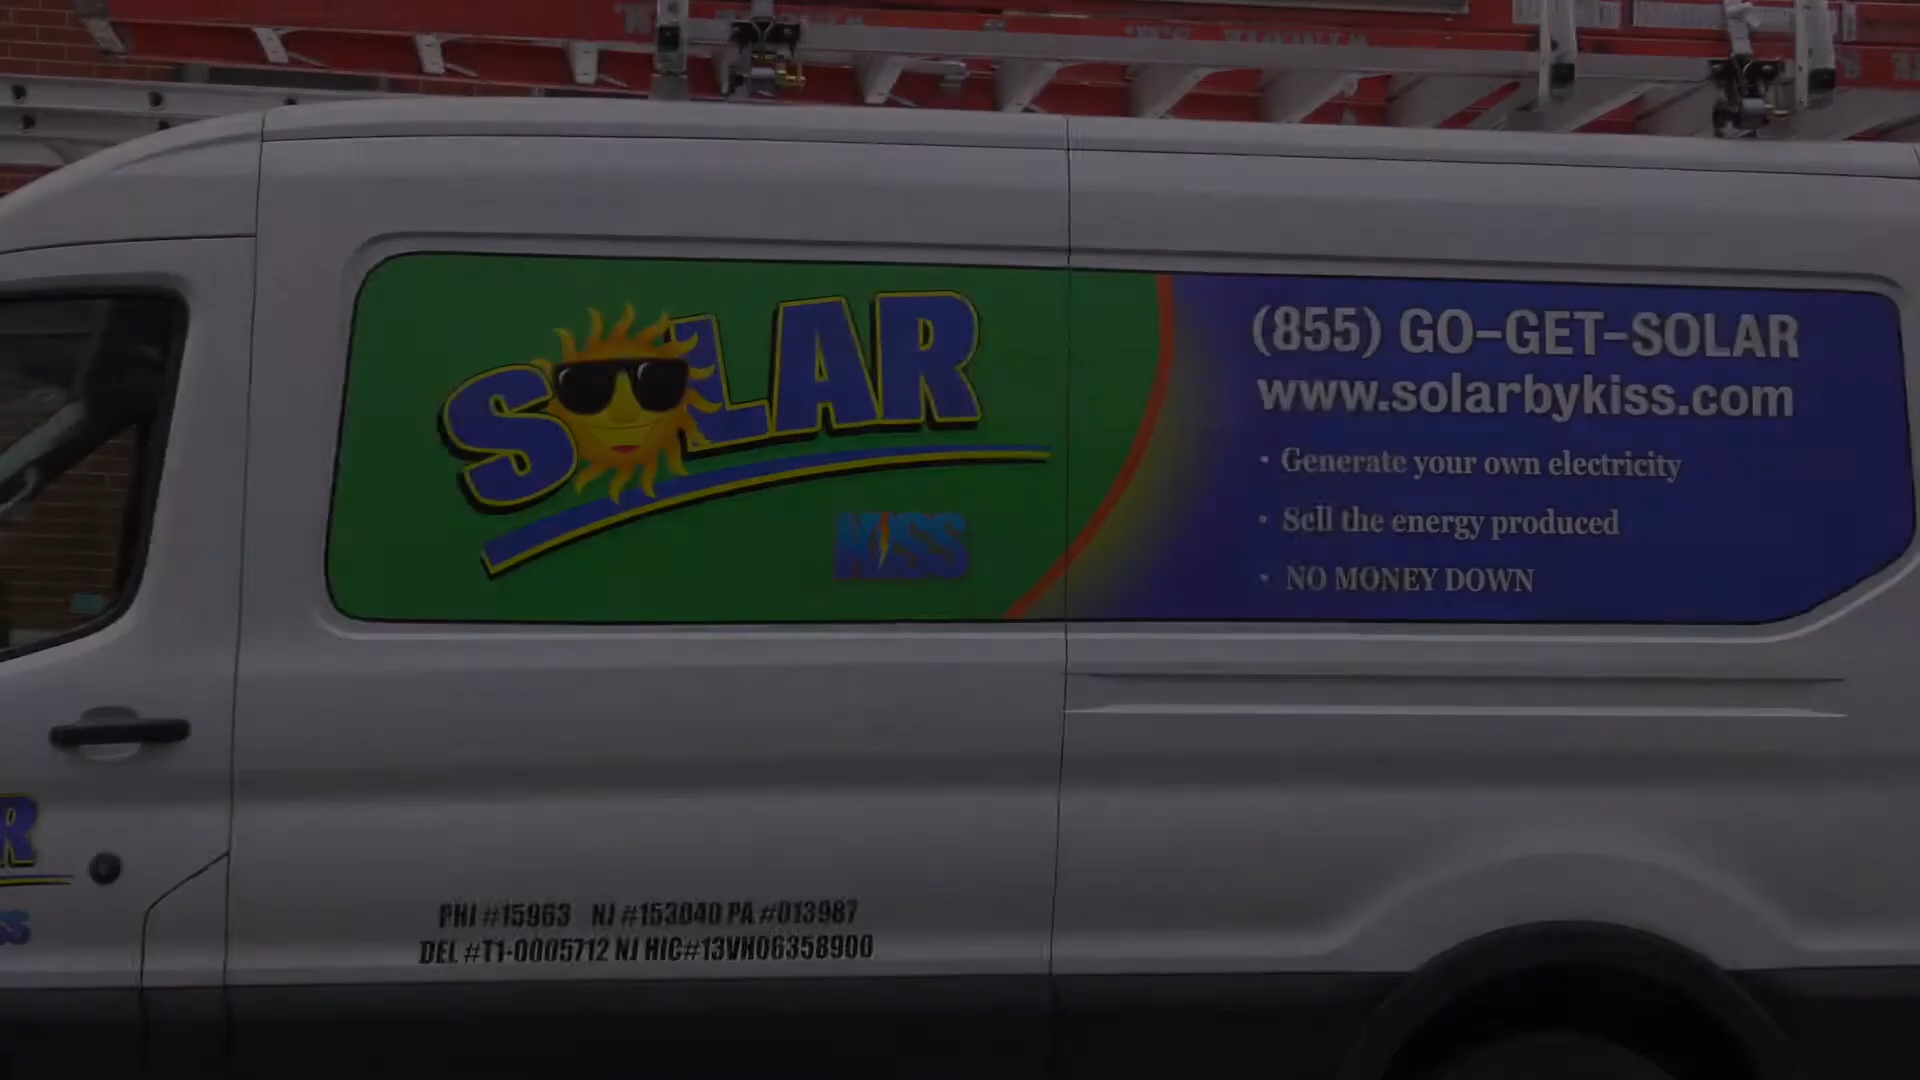 SOLAR
KISS
(855) GO-GET-SOLAR
www.solarbykiss.com
· Generate your own electricity
· Sell the energy produced
· NO MONEY DOWN
PHI #15963 NJ #153040 PA #013987
DEL #T1-0005712 NJ HIC#13VH06358900
R
SS